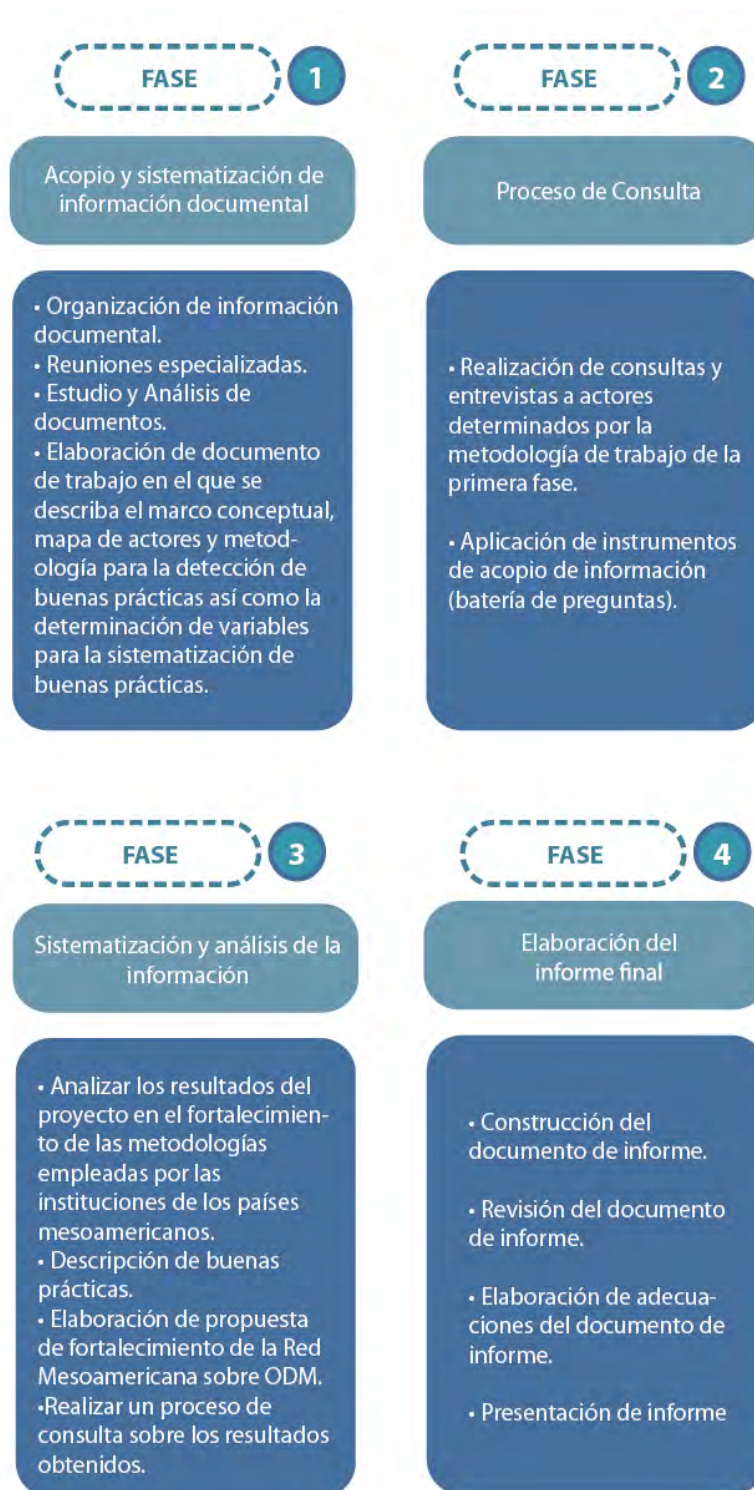 FASE 1
Acopio y sistematización de
información documental
• Organización de información
documental.
• Reuniones especializadas.
• Estudio y Análisis de
documentos.
• Elaboración de documento
de trabajo en el que se
describa el marco conceptual,
mapa de actores y metod-
ología para la detección de
buenas prácticas así como la
determinación de variables
para la sistematización de
buenas prácticas.
FASE 2
Proceso de Consulta
• Realización de consultas y
entrevistas a actores
determinados por la
metodología de trabajo de la
primera fase.
• Aplicación de instrumentos
de acopio de información
(batería de preguntas).
FASE 3
Sistematización y análisis de la
información
• Analizar los resultados del
proyecto en el fortalecimien-
to de las metodologías
empleadas por las
instituciones de los países
mesoamericanos.
• Descripción de buenas
prácticas.
• Elaboración de propuesta
de fortalecimiento de la Red
Mesoamericana sobre ODM.
•Realizar un proceso de
consulta sobre los resultados
obtenidos.
FASE 4
Elaboración del
informe final
• Construcción del
documento de informe.
• Revisión del documento
de informe.
• Elaboración de adecua-
ciones del documento de
informe.
• Presentación de informe